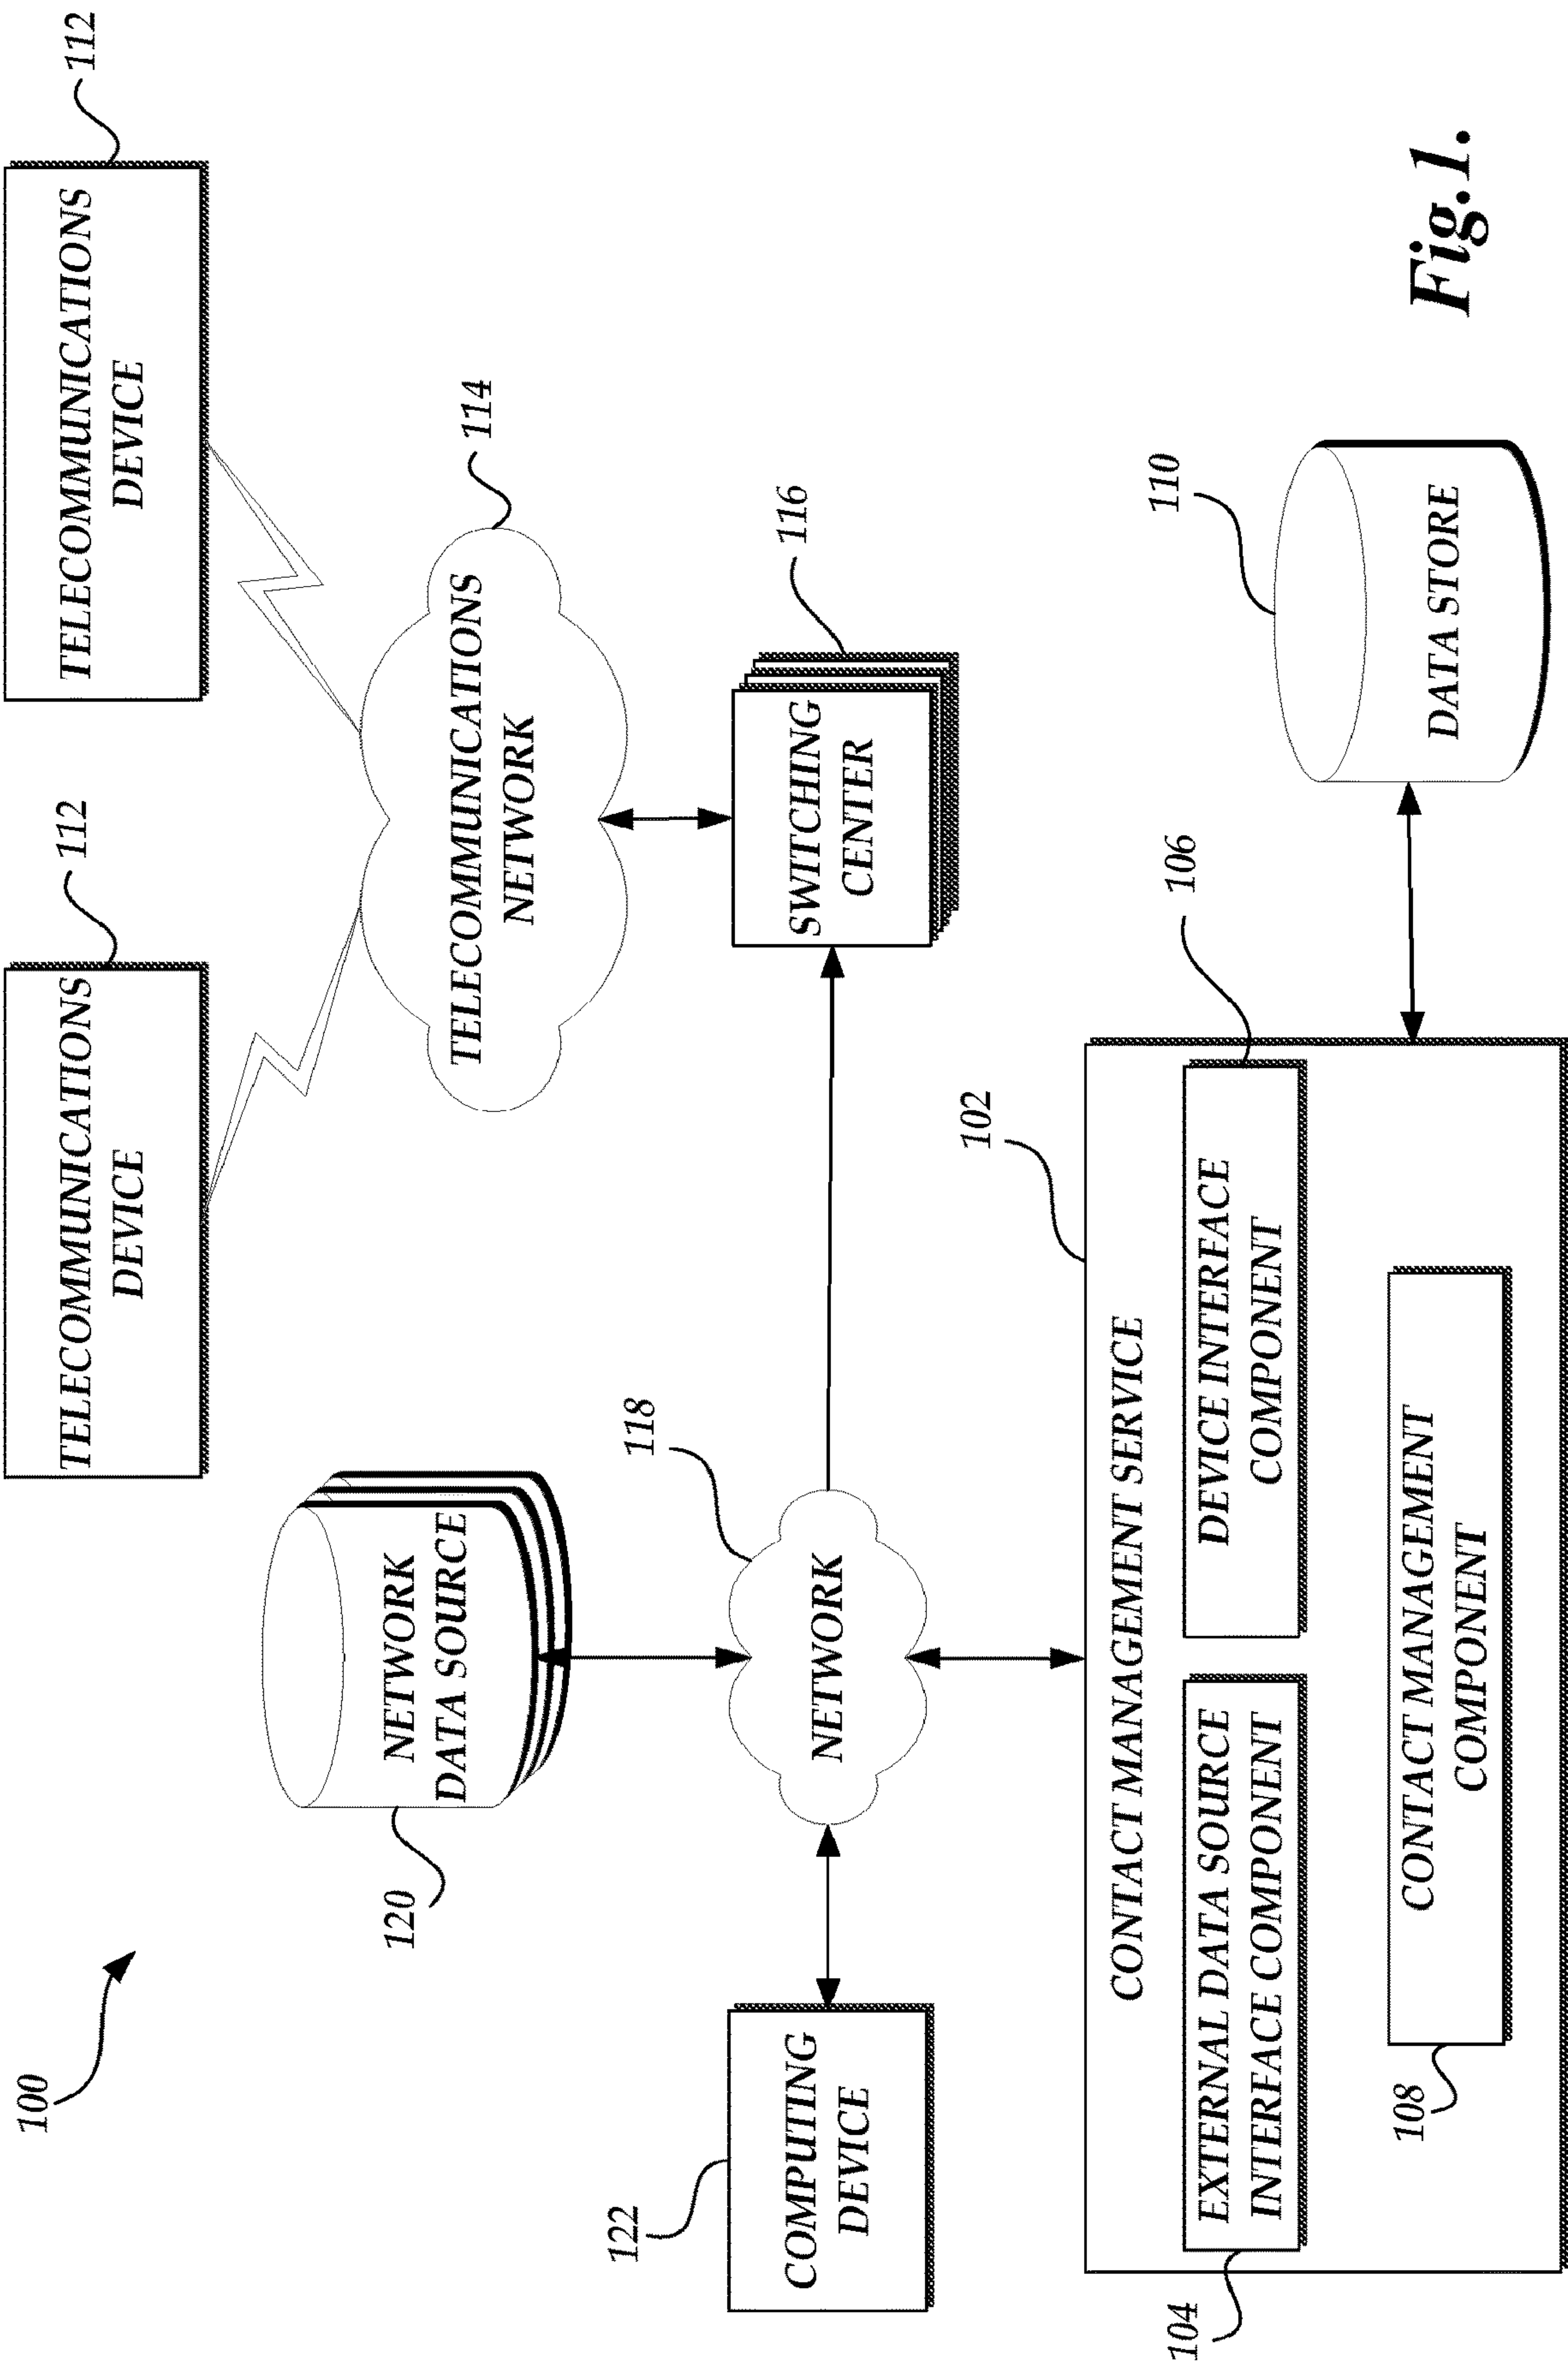 100
TELECOMMUNICATIONS
DEVICE
112
TELECOMMUNICATIONS
DEVICE
112
120
NETWORK
DATA SOURCE
TELECOMMUNICATIONS
NETWORK
114
122
COMPUTING
DEVICE
118
NETWORK
SWITCHING
CENTER
116
102
CONTACT MANAGEMENT SERVICE
104
EXTERNAL DATA SOURCE
INTERFACE COMPONENT
DEVICE INTERFACE
COMPONENT
106
108
CONTACT MANAGEMENT
COMPONENT
110
DATA STORE
Fig.1.